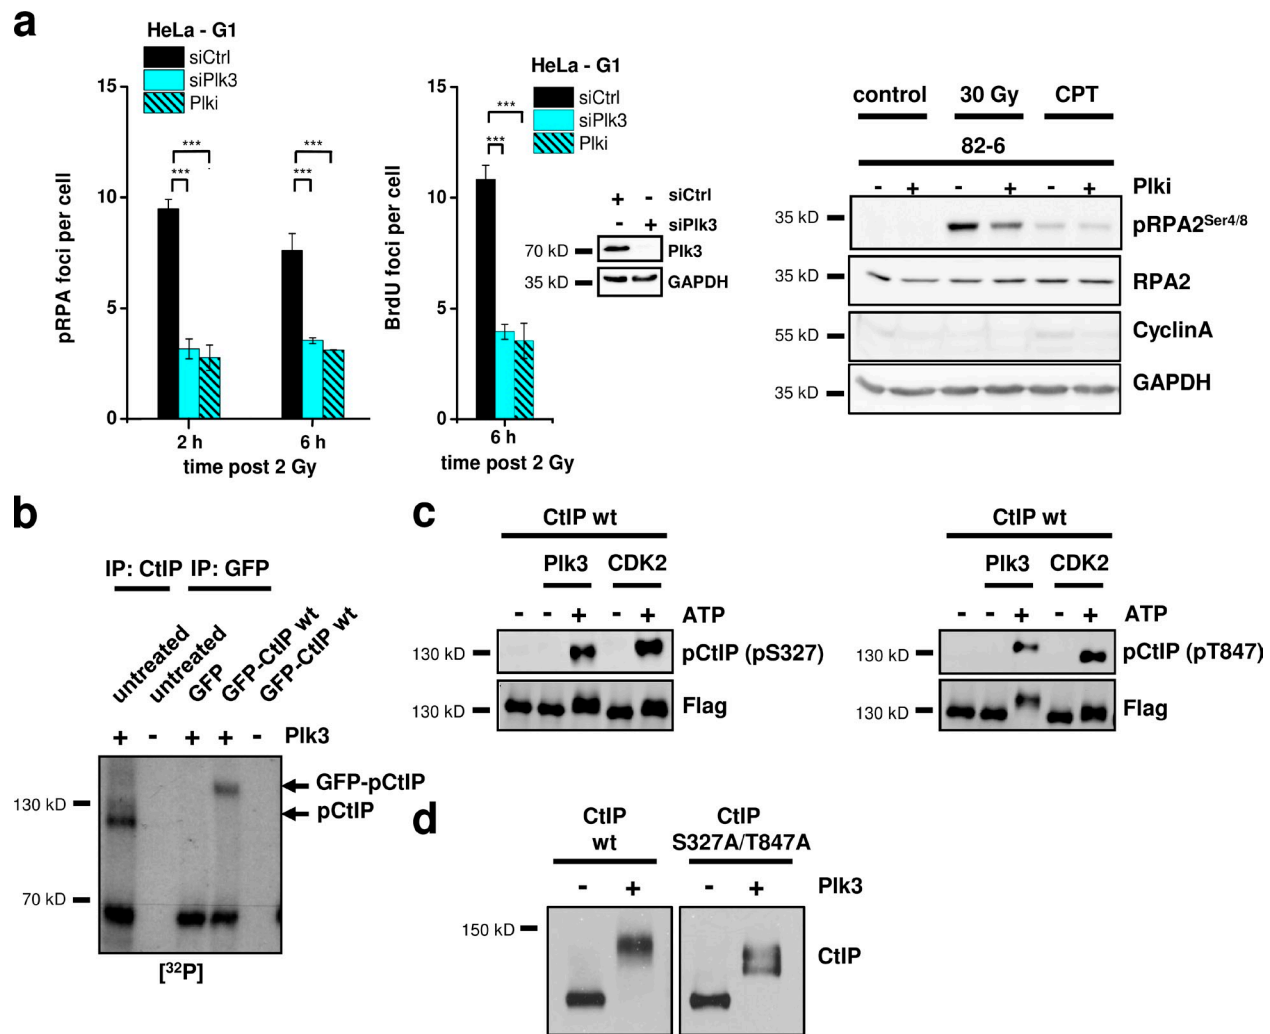 a
HeLa - G1
siCtrl
siPlk3
Plki
15
10
5
0
pRPA foci per cell
***
***
***
***
2 h
6 h
time post 2 Gy
HeLa - G1
siCtrl
siPlk3
Plki
15
10
5
0
BrdU foci per cell
***
***
6 h
time post 2 Gy
+ - siCtrl
- + siPlk3
70 kD Plk3
35 kD GAPDH
control 30 Gy CPT
82-6
- + - + - + Plki
35 kD pRPA2Ser4/8
35 kD RPA2
55 kD CyclinA
35 kD GAPDH
b
IP: CtIP IP: GFP
untreated
untreated
GFP
GFP-CtIP wt
GFP-CtIP wt
+ - + + - Plk3
GFP-pCtIP
130 kD
pCtIP
70 kD
[32P]
c
CtIP wt
Plk3 CDK2
- - + - + ATP
130 kD pCtIP (pS327)
130 kD Flag
CtIP wt
Plk3 CDK2
- - + - + ATP
130 kD pCtIP (pT847)
130 kD Flag
d
CtIP
wt
CtIP
S327A/T847A
- + - + Plk3
150 kD
CtIP